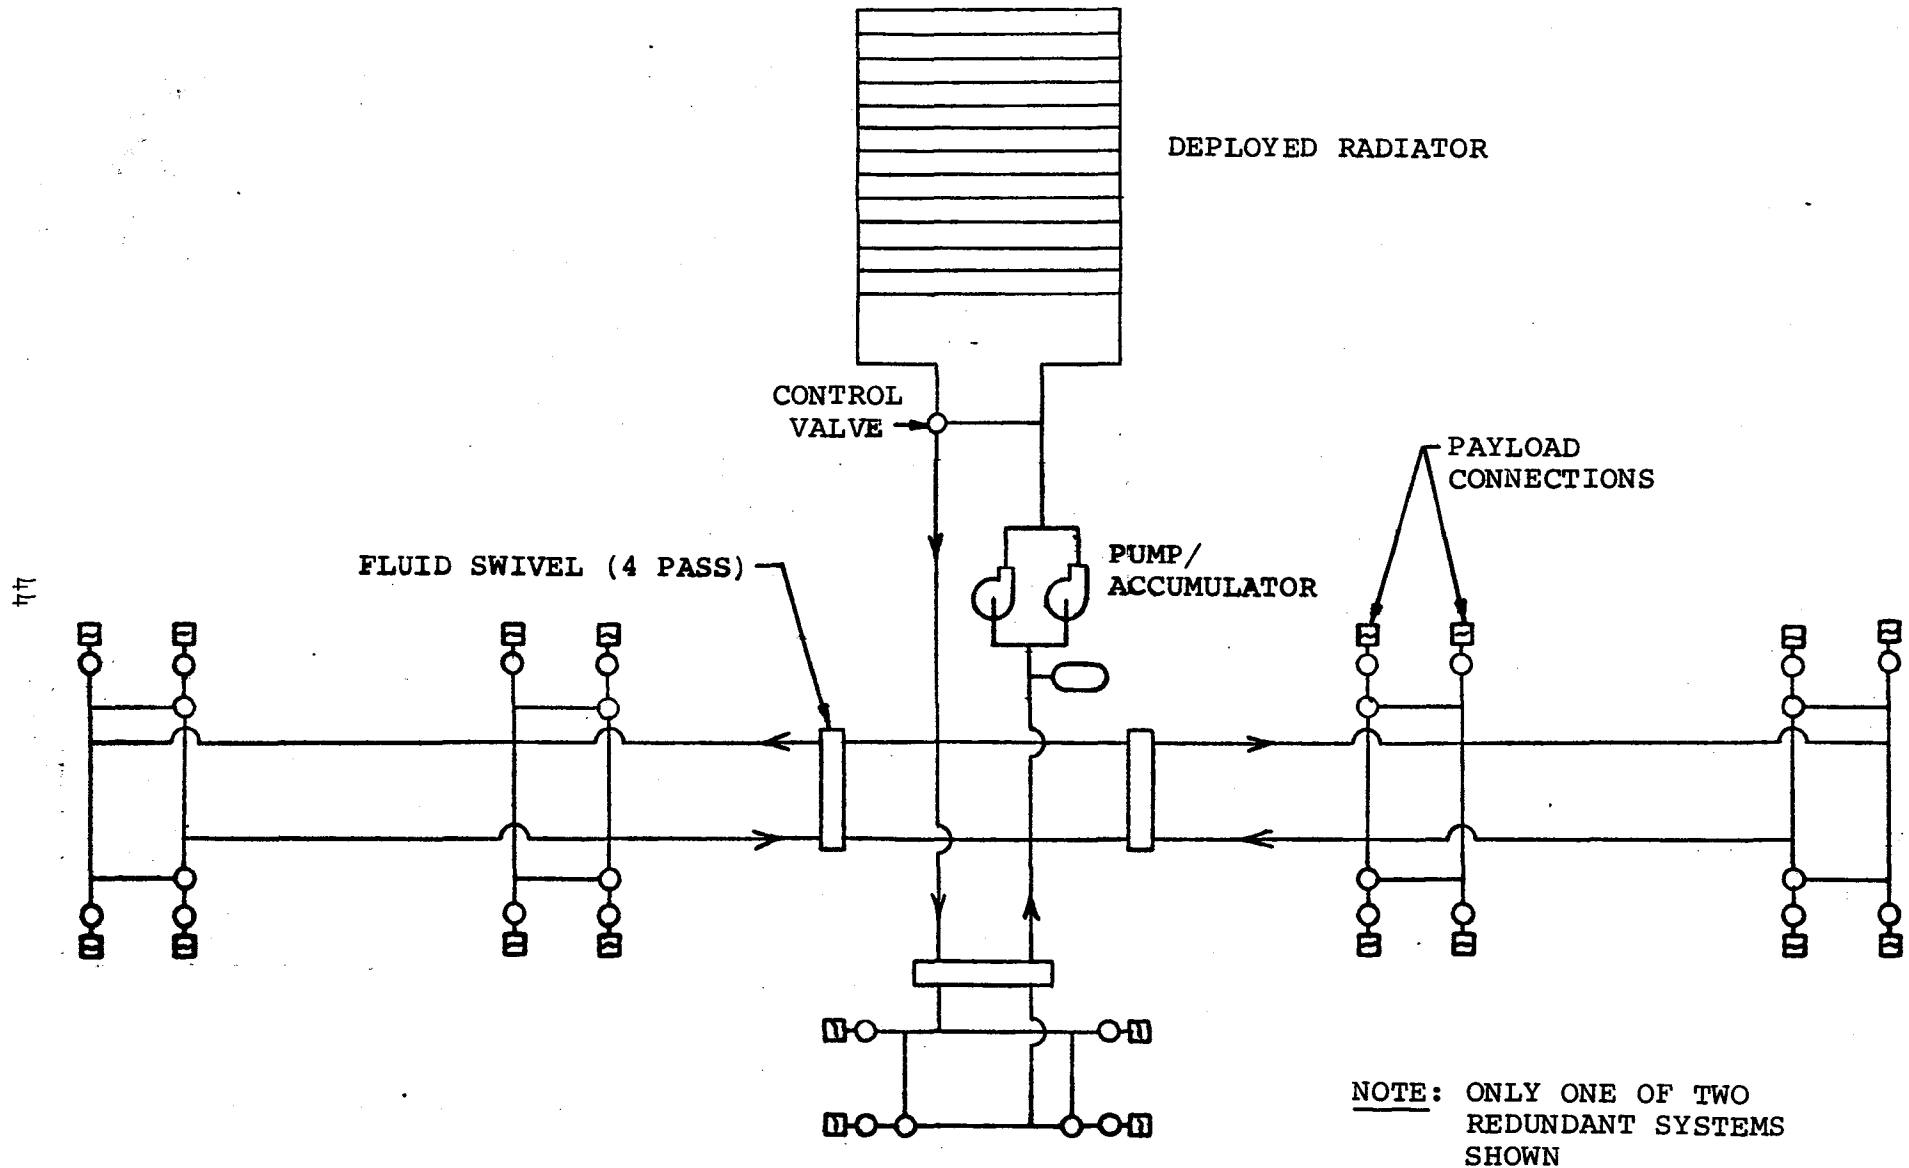 DEPLOYED RADIATOR
CONTROL
VALVE
PAYLOAD
CONNECTIONS
FLUID SWIVEL (4 PASS)
PUMP/
ACCUMULATOR
44
NOTE: ONLY ONE OF TWO
REDUNDANT SYSTEMS
SHOWN